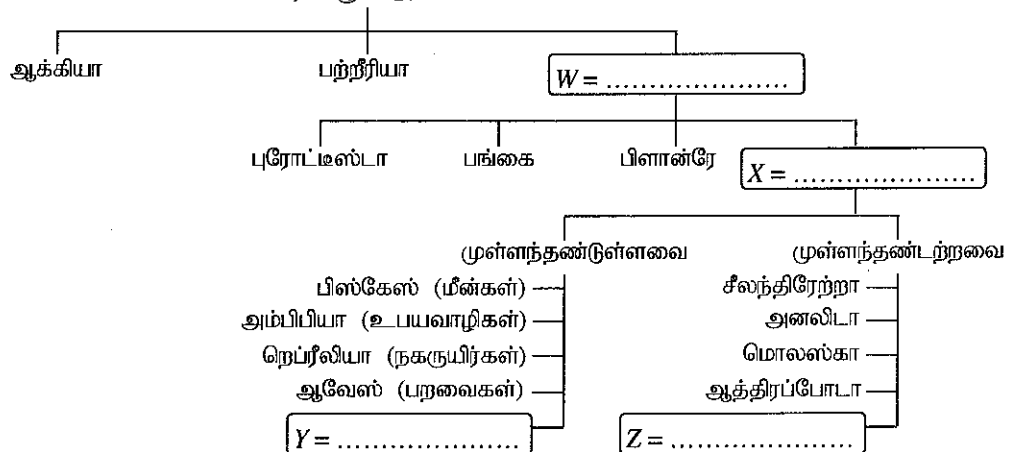 ஆக்கியா
பற்றீரியா
W = .....................
புரோட்டீஸ்டா
பங்கை
பிளான்ரே
X = .....................
முள்ளந்தண்டுள்ளவை
முள்ளந்தண்டற்றவை
பிஸ்கேஸ் (மீன்கள்)
சீலந்திரேற்றா
அம்பிபியா (உபயவாழிகள்)
அனலிடா
றெப்ரீலியா (நகருயிர்கள்)
மொலஸ்கா
ஆவேஸ் (பறவைகள்)
ஆத்திரப்போடா
Y = .....................
Z = .....................